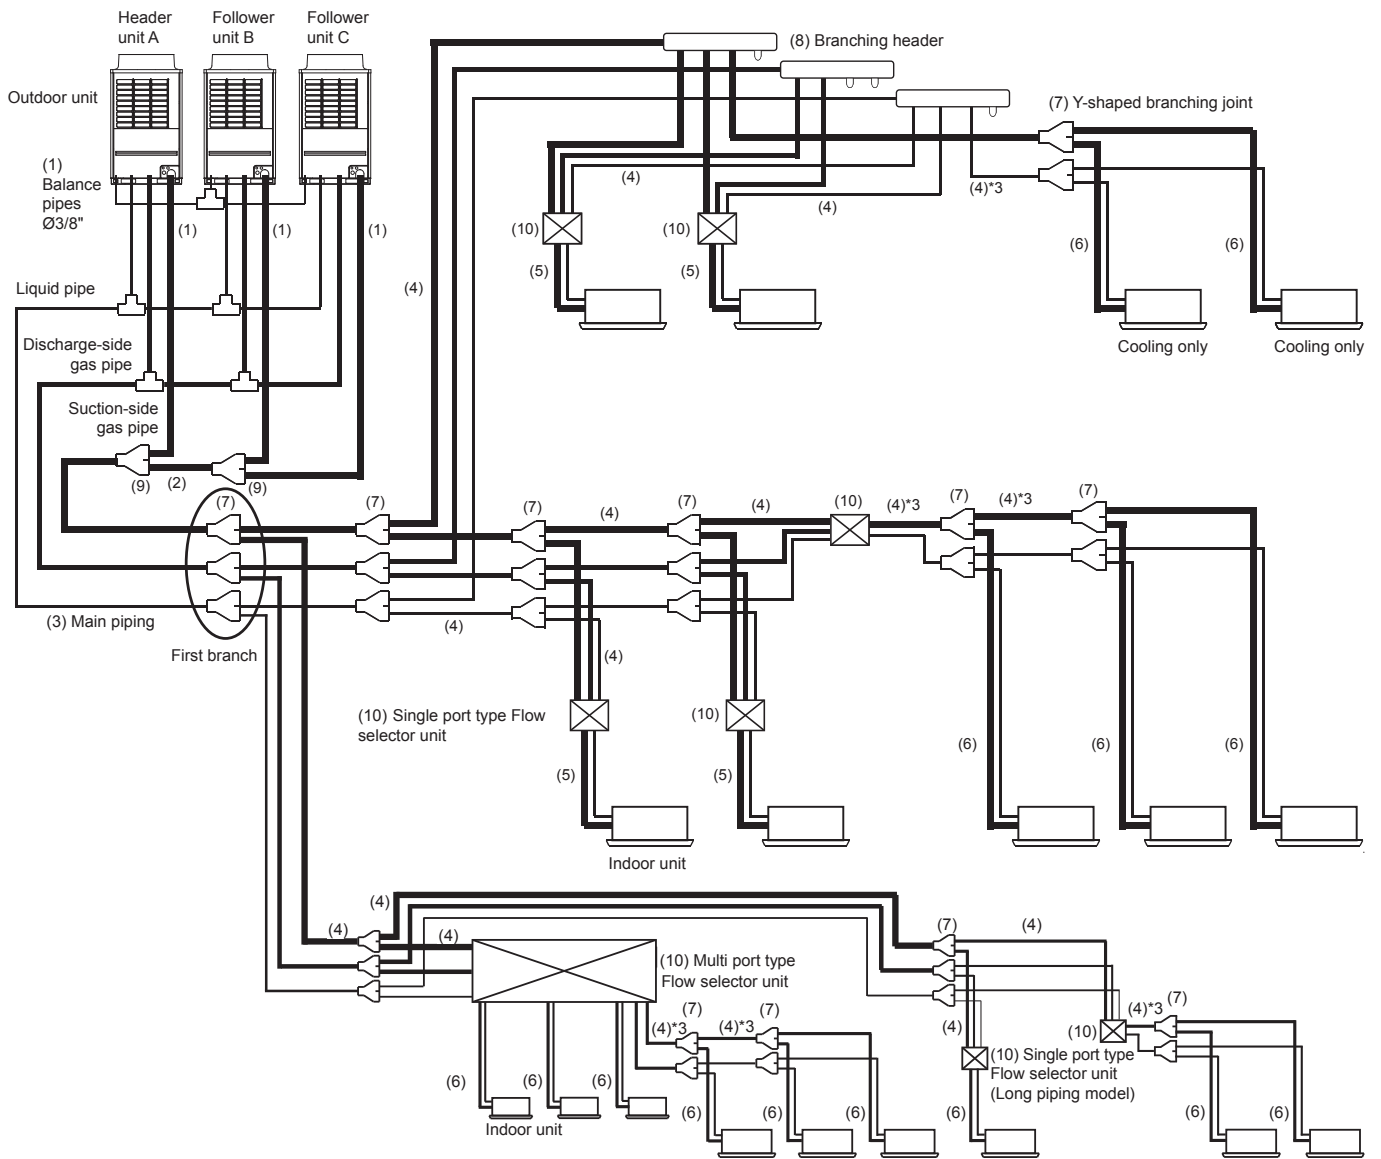 Header
unit A
Follower
unit B
Follower
unit C
(8) Branching header
Outdoor unit
(7) Y-shaped branching joint
(1)
Balance
pipes
Ø3/8"
(4)
(4)
(4)*3
(1)
(1)
(1)
(10)
(10)
(6)
(6)
(5)
(5)
Liquid pipe
(4)
Discharge-side
gas pipe
Cooling only
Cooling only
Suction-side
gas pipe
(9)
(2)
(9)
(7)
(7)
(7)
(4)
(7)
(4)
(10)
(4)*3
(7)
(4)*3
(7)
(3) Main piping
(4)
First branch
(4)
(10) Single port type Flow
selector unit
(10)
(6)
(6)
(6)
(5)
(5)
Indoor unit
(4)
(4)
(4)
(7)
(4)
(10) Multi port type
Flow selector unit
(7)
(7)
(4)*3
(4)*3
(4)
(10)
(4)*3
(7)
(10) Single port type
Flow selector unit
(Long piping model)
(6)
(6)
(6)
(6)
(6)
(6)
(6)
(6)
(6)
Indoor unit